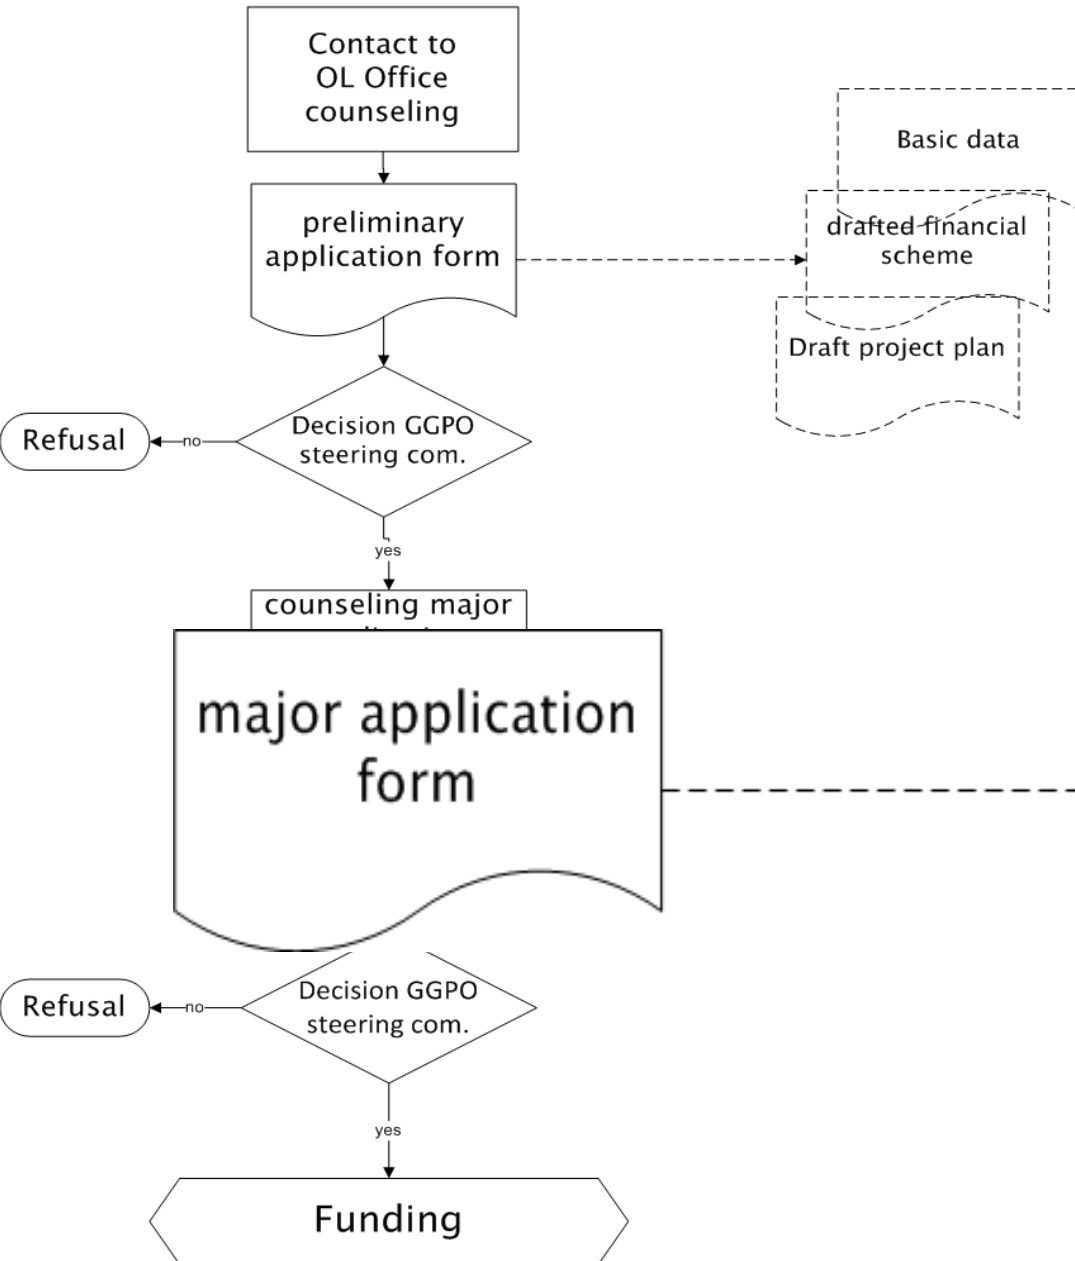 Contact to
OL Office
counseling
Basic data
preliminary
application form
drafted financial
scheme
Draft project plan
Decision GGPO
steering com.
Refusal
no
yes
counseling major
major application
form
Decision GGPO
steering com.
Refusal
no
yes
Funding